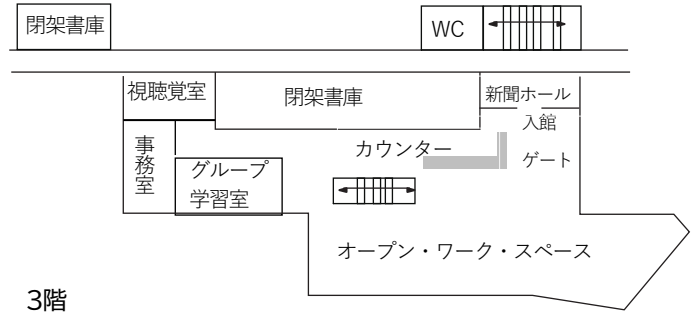 閉架書庫
WC
視聴覚室
閉架書庫
新聞ホール
入館
ゲート
カウンター
事務室
グループ
学習室
オープン・ワーク・スペース
3階